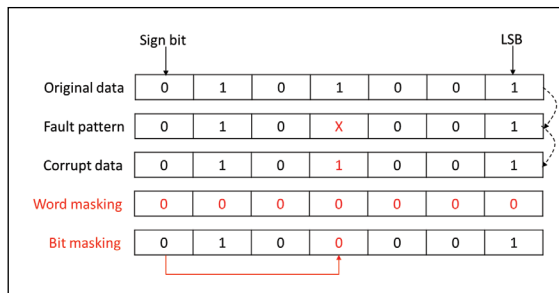 Sign bit LSB
Original data 0 1 0 1 0 0 1
Fault pattern 0 1 0 X 0 0 1
Corrupt data 0 1 0 1 0 0 1
Word masking 0 0 0 0 0 0 0
Bit masking 0 1 0 0 0 0 1